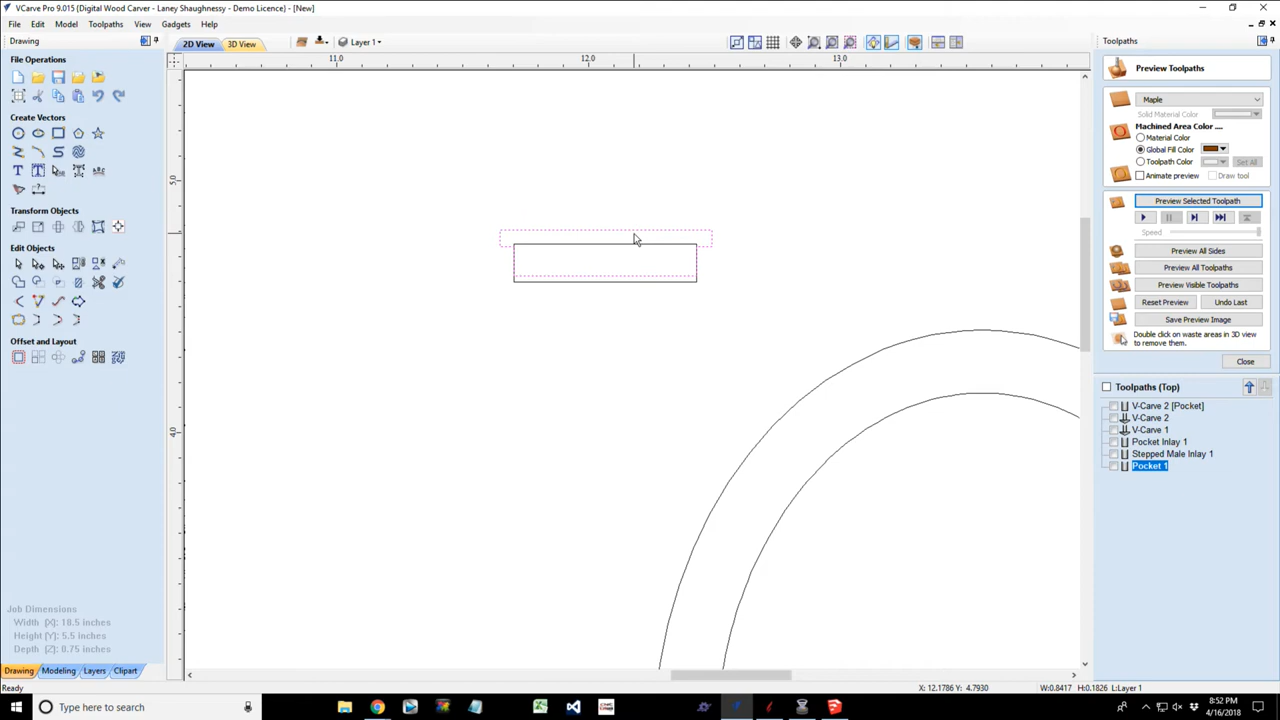 VCarve Pro 9.015 {Digital Wood Carver - Laney Shaughnessy - Demo Licence} - [New]
File Edit Model Toolpaths View Gadgets Help
Drawing
2D View 3D View Layer 1
Toolpaths
File Operations
11.0 12.0 13.0
Preview Toolpaths
Maple
Solid Material Color
Create Vectors
Machined Area Color ....
Material Color
Global Fill Color
Toolpath Color Set All
Animate preview Draw tool
5.0
Preview Selected Toolpath
Transform Objects
Speed
Edit Objects
Preview All Sides
Preview All Toolpaths
Preview Visible Toolpaths
Reset Preview Undo Last
Save Preview Image
Double click on waste areas in 3D view
to remove them.
Offset and Layout
Close
Toolpaths (Top)
V-Carve 2 [Pocket]
V-Carve 2
V-Carve 1
4.0
Pocket Inlay 1
Stepped Male Inlay 1
Pocket 1
Job Dimensions
Width (X): 18.5 inches
Height (Y): 5.5 inches
Depth (Z): 0.75 inches
Drawing Modeling Layers Clipart
Ready
X: 12.1786 Y: 4.7930
W:0.8417 H:0.1826 L:Layer 1
Type here to search
8:52 PM
4/16/2018